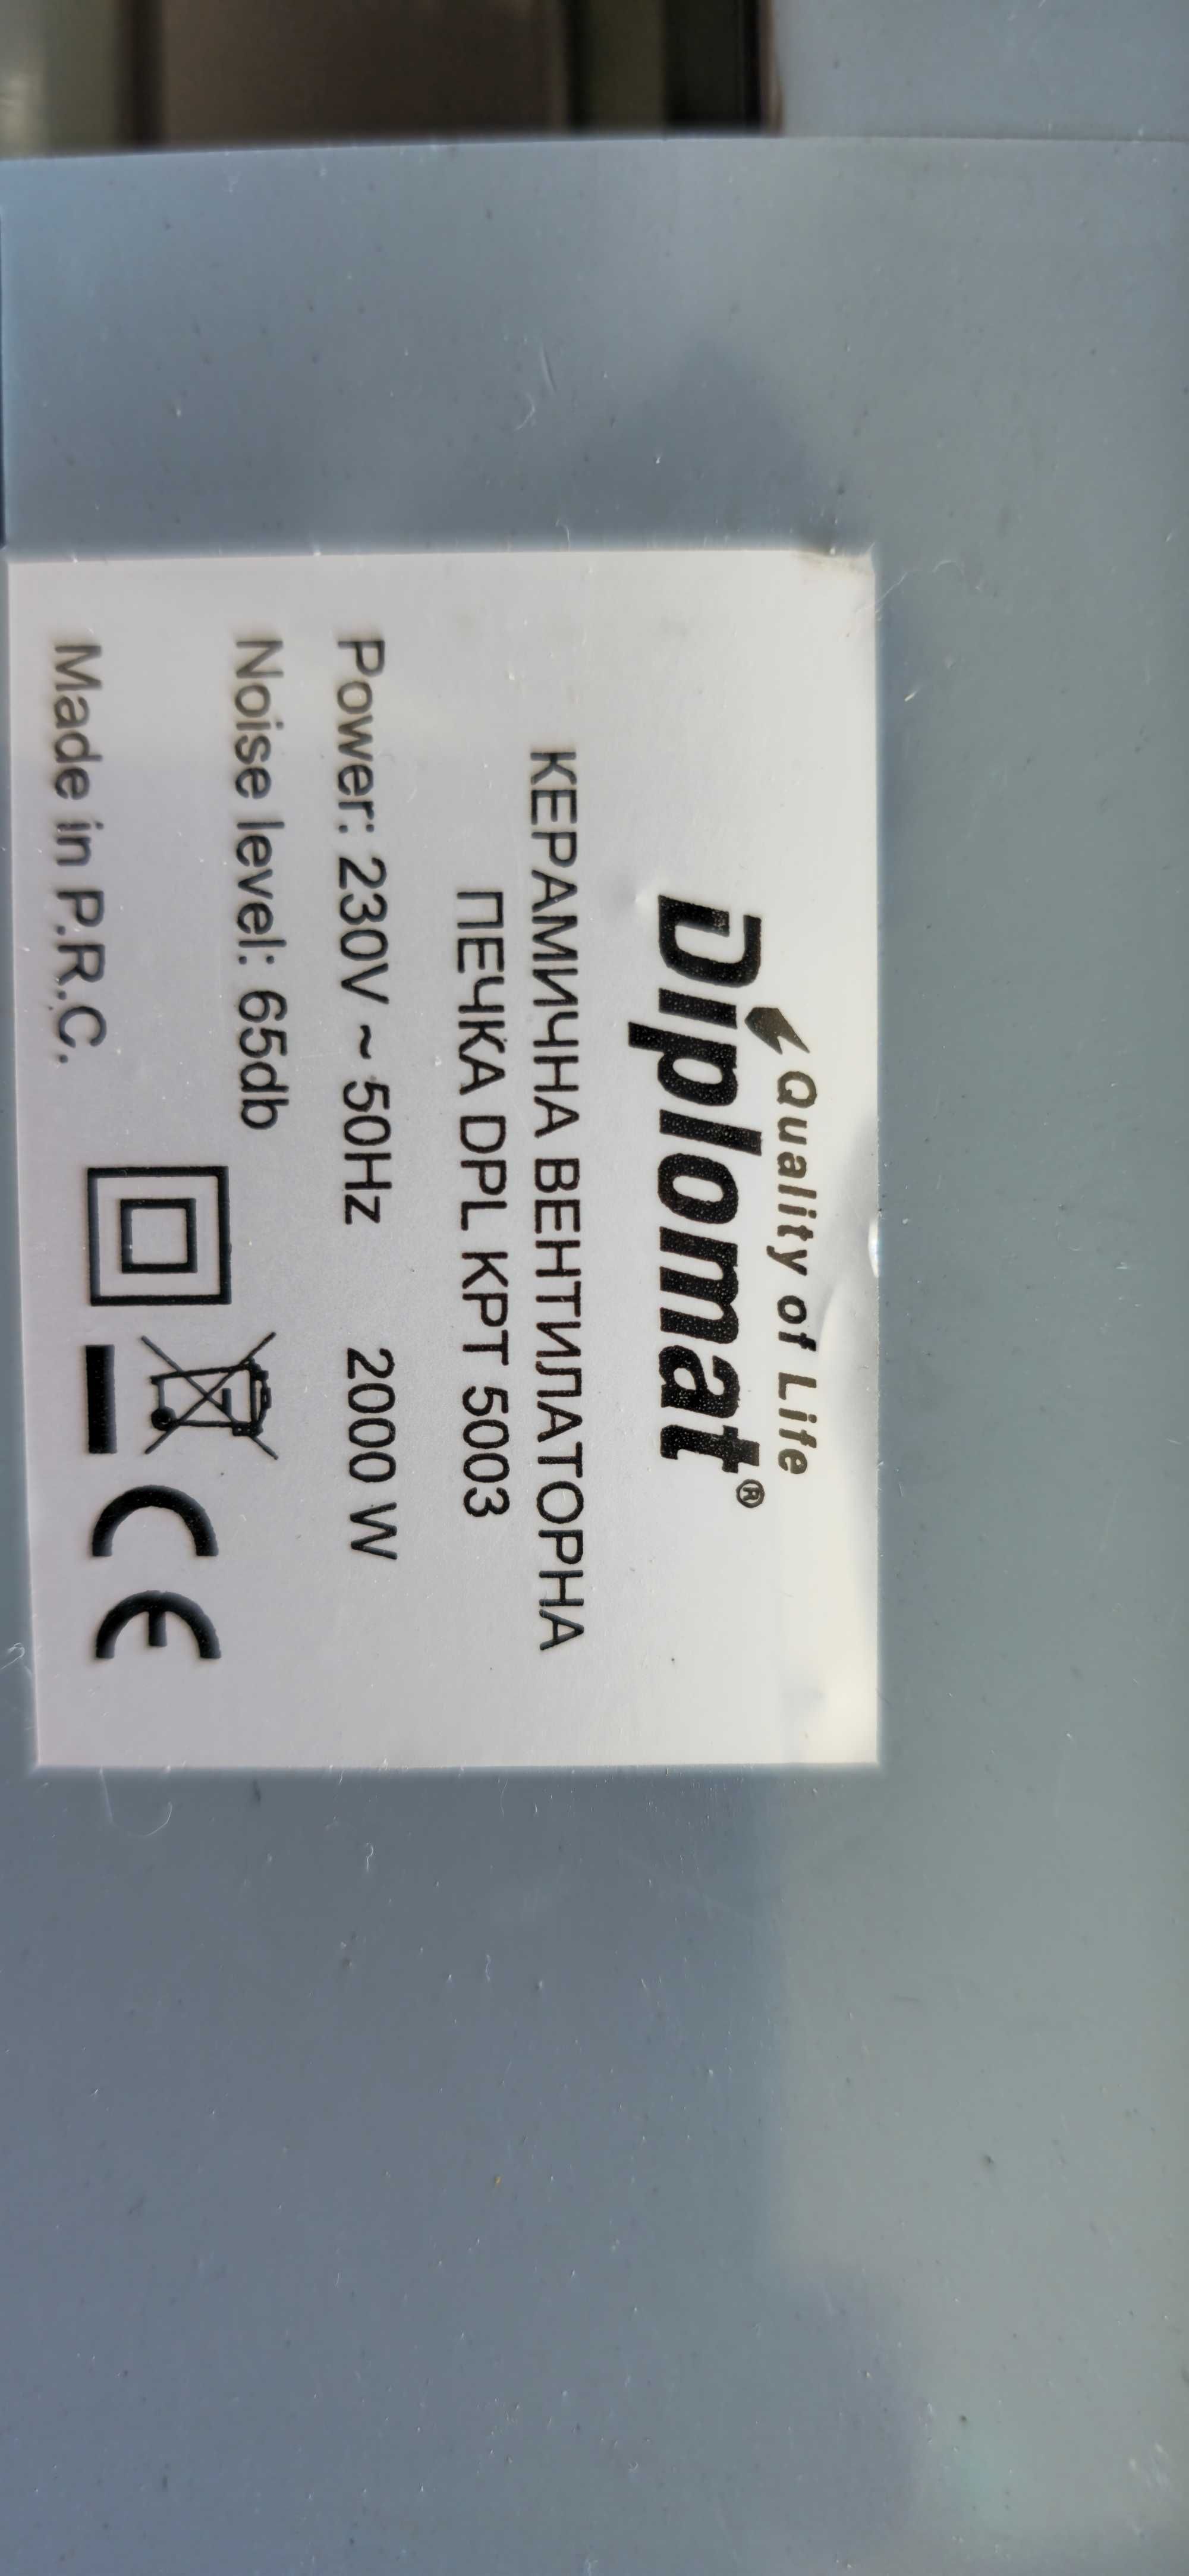 Quality of Life
Diplomat®
КЕРАМИЧНА ВЕНТИЛАТОРНА
ПЕЧКА DPL КРТ 5003
Power: 230V ~ 50Hz 2000 W
Noise level: 65db
Made in P.R.C.
CE